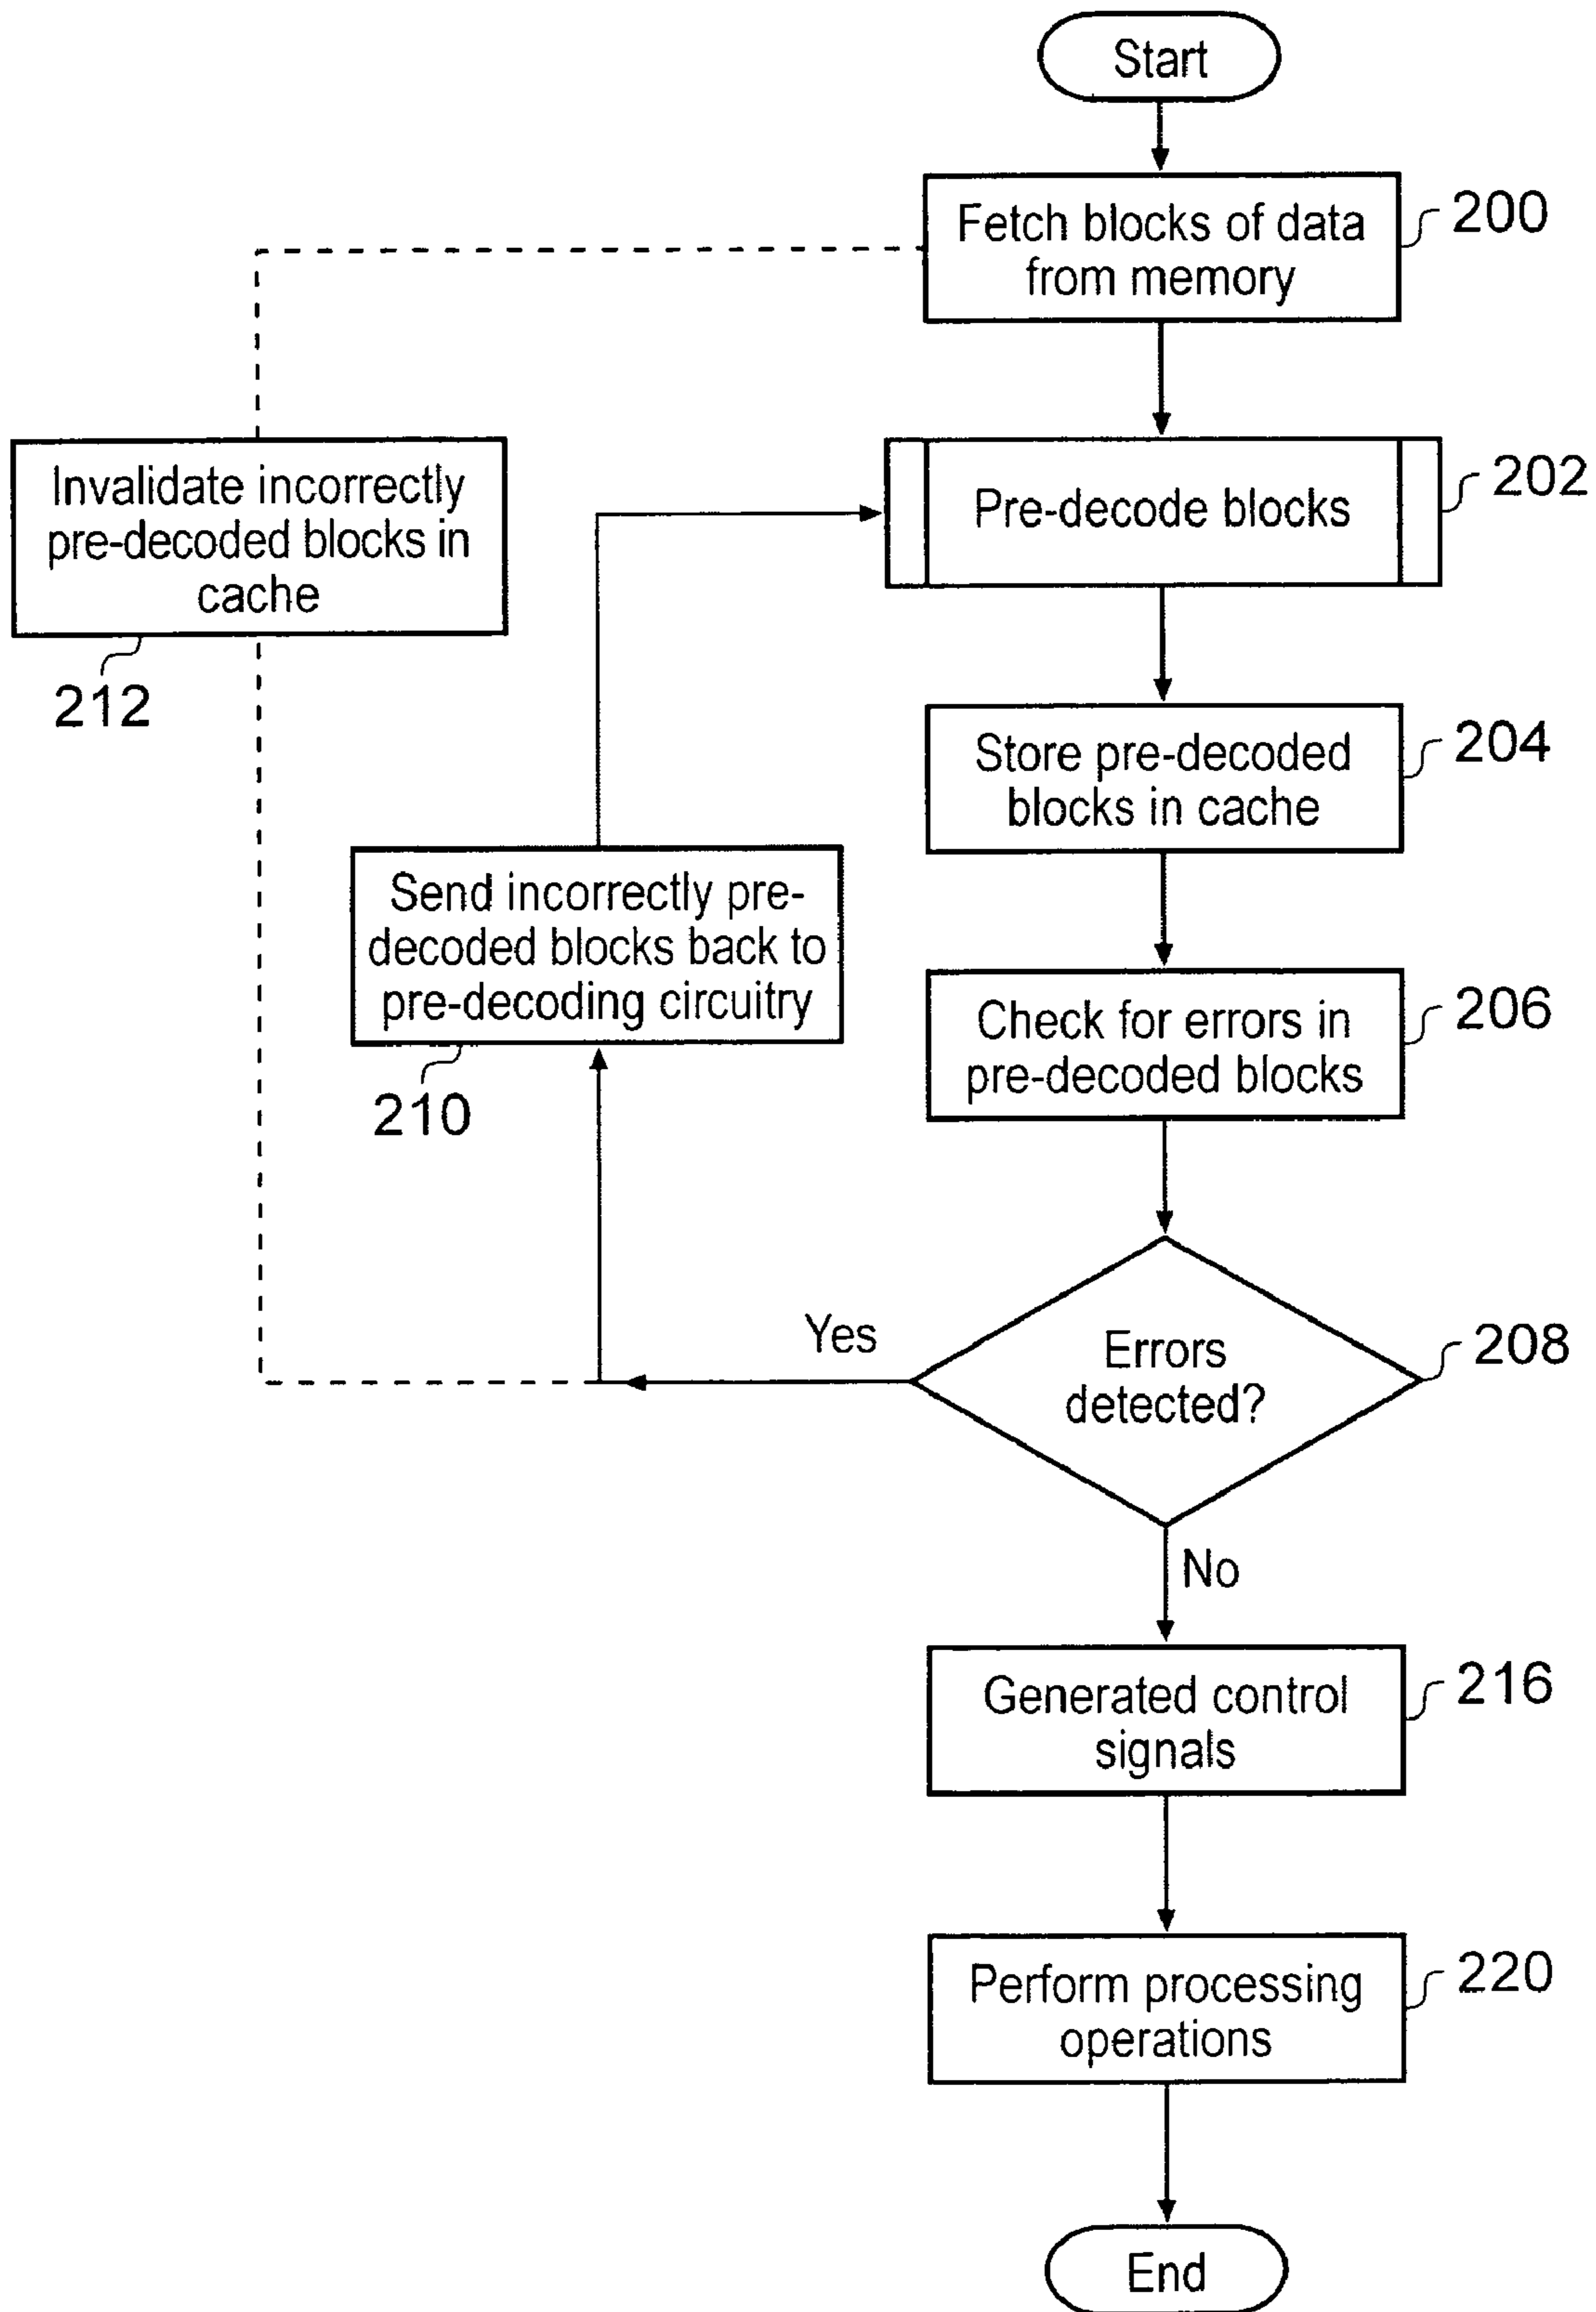 Start
Fetch blocks of data
from memory
200
Invalidate incorrectly
pre-decoded blocks in
cache
212
Pre-decode blocks
202
Store pre-decoded
blocks in cache
204
Send incorrectly pre-
decoded blocks back to
pre-decoding circuitry
210
Check for errors in
pre-decoded blocks
206
Yes
Errors
detected?
208
No
Generated control
signals
216
Perform processing
operations
220
End